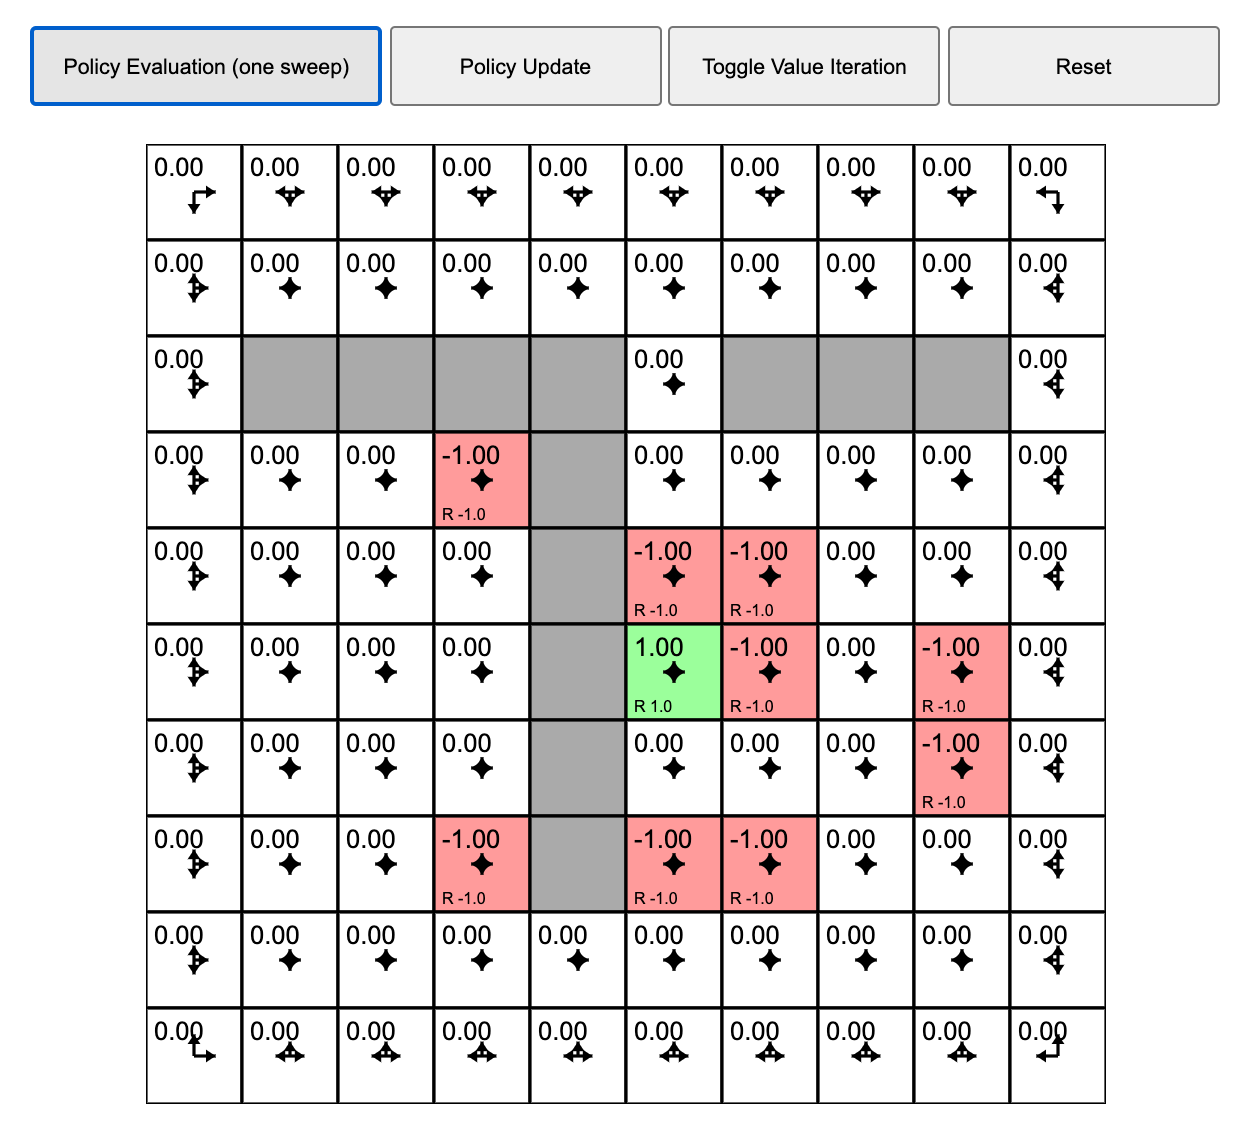 Policy Evaluation (one sweep) Policy Update Toggle Value Iteration Reset
0.00 0.00 0.00 0.00 0.00 0.00 0.00 0.00 0.00 0.00
0.00 0.00 0.00 0.00 0.00 0.00 0.00 0.00 0.00 0.00
0.00 0.00 0.00
0.00 0.00 0.00 -1.00 0.00 0.00 0.00 0.00 0.00
R -1.0
0.00 0.00 0.00 0.00 -1.00 -1.00 0.00 0.00 0.00
R -1.0 R -1.0
0.00 0.00 0.00 0.00 1.00 -1.00 0.00 -1.00 0.00
R 1.0 R -1.0 R -1.0
0.00 0.00 0.00 0.00 0.00 0.00 0.00 -1.00 0.00
R -1.0
0.00 0.00 0.00 -1.00 -1.00 -1.00 0.00 0.00 0.00
R -1.0 R -1.0 R -1.0
0.00 0.00 0.00 0.00 0.00 0.00 0.00 0.00 0.00 0.00
0.00 0.00 0.00 0.00 0.00 0.00 0.00 0.00 0.00 0.00